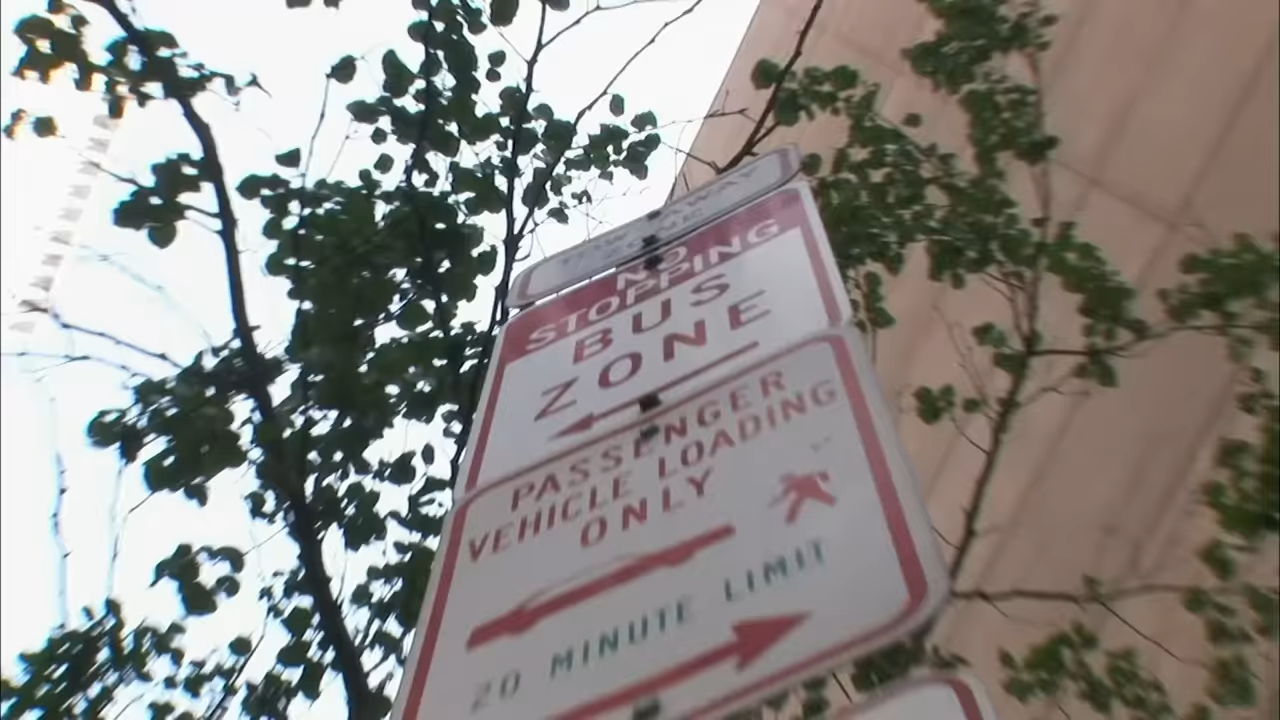 NO
STOPPING
BUS
ZONE
PASSENGER
VEHICLE LOADING
ONLY
20 MINUTE LIMIT